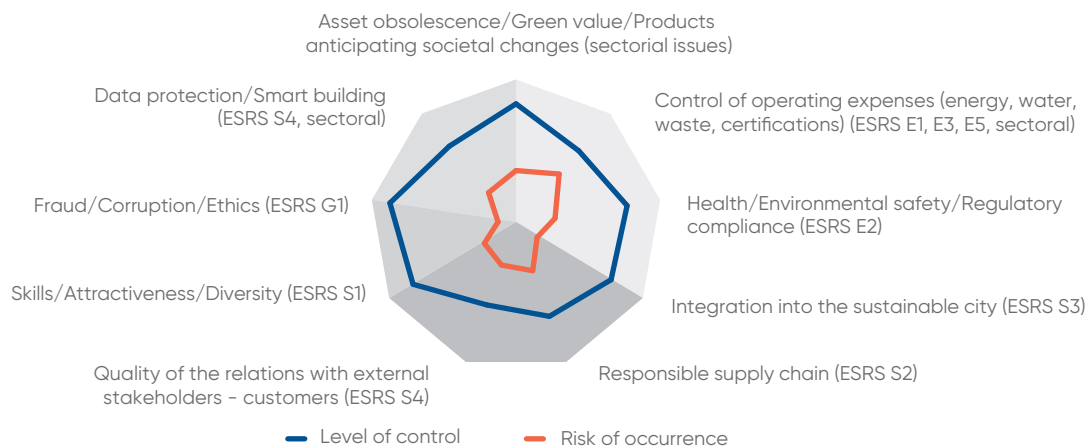 Asset obsolescence/Green value/Products
anticipating societal changes (sectorial issues)
Data protection/Smart building
(ESRS S4, sectoral)
Control of operating expenses (energy, water,
waste, certifications) (ESRS E1, E3, E5, sectoral)
Fraud/Corruption/Ethics (ESRS G1)
Health/Environmental safety/Regulatory
compliance (ESRS E2)
Skills/Attractiveness/Diversity (ESRS S1)
Integration into the sustainable city (ESRS S3)
Quality of the relations with external
stakeholders - customers (ESRS S4)
Responsible supply chain (ESRS S2)
Level of control
Risk of occurrence